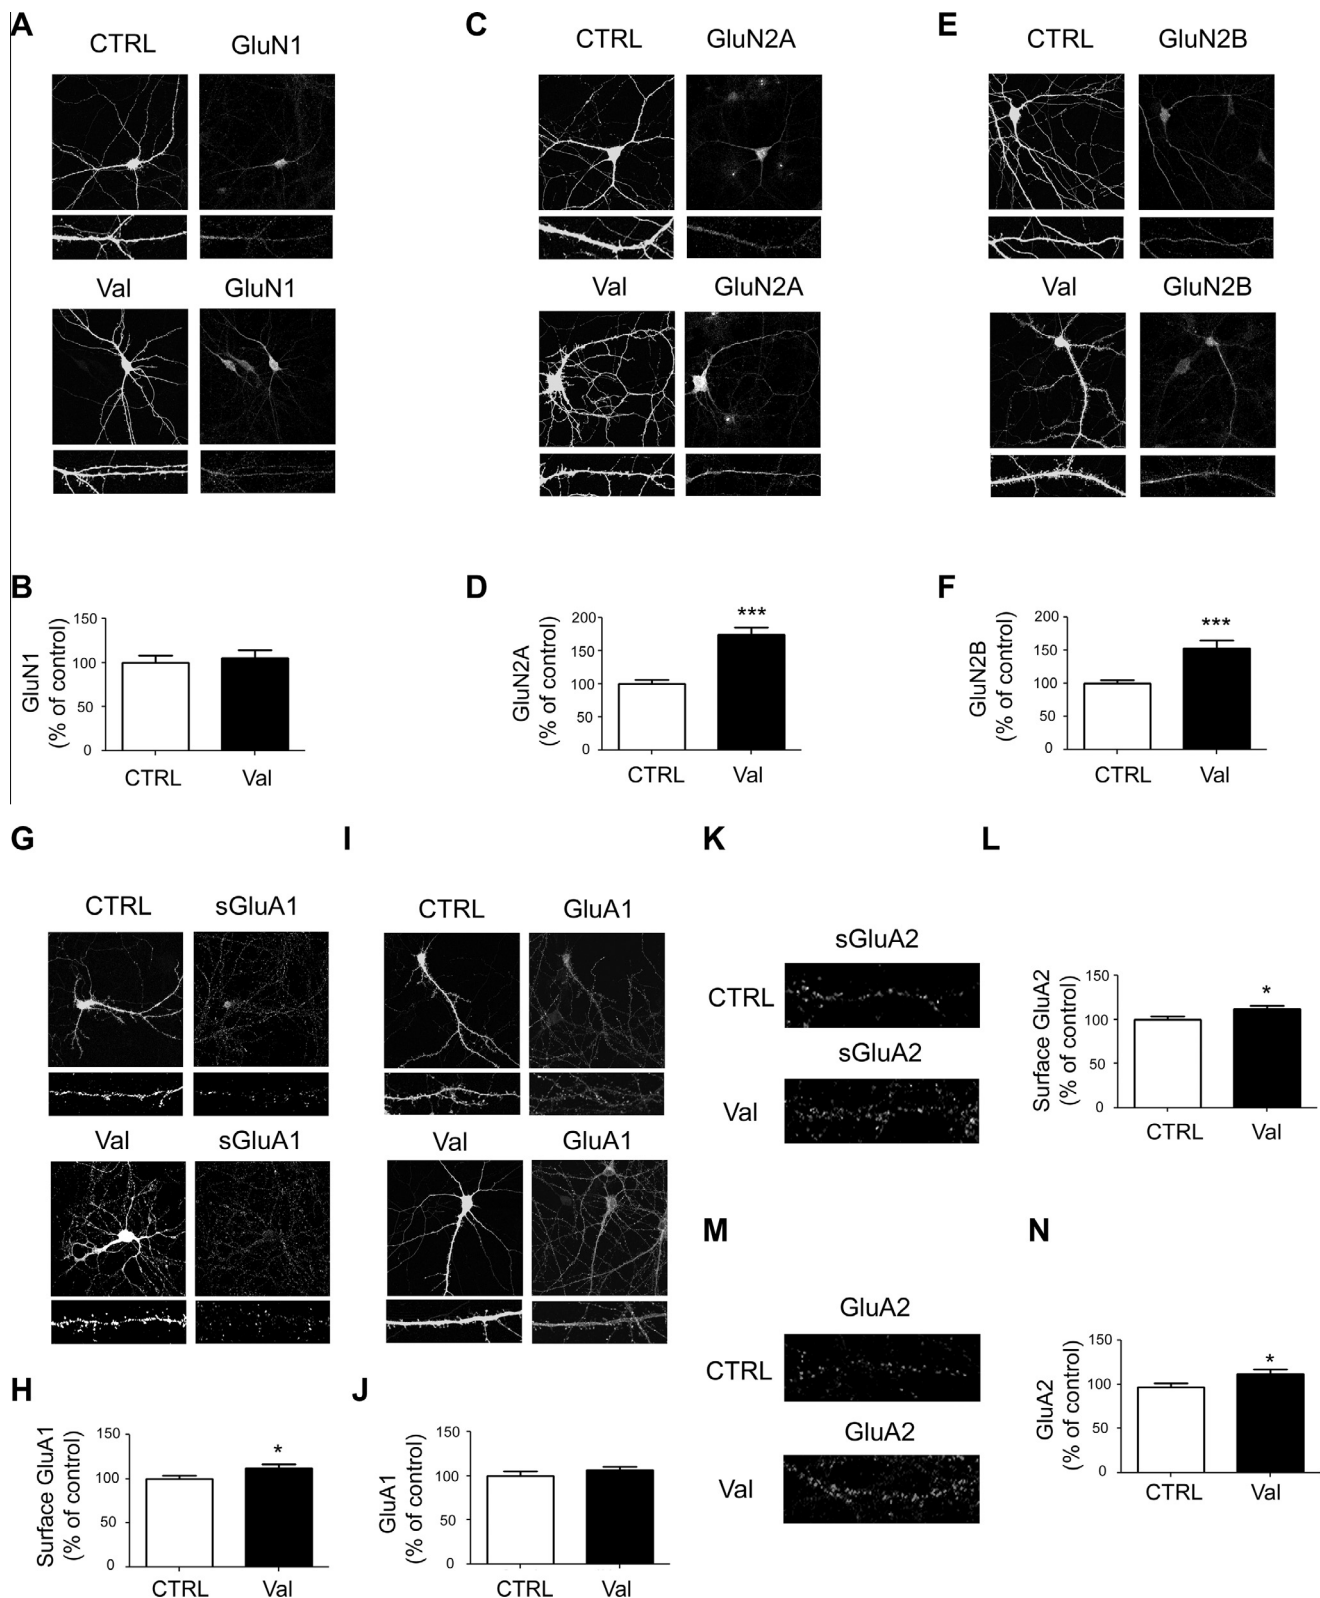 A
C
E
CTRL
GluN1
CTRL
GluN2A
CTRL
GluN2B
Val
GluN1
Val
GluN2A
Val
GluN2B
B
D
F
GluN1
(% of control)
150
100
50
0
CTRL
Val
GluN2A
(% of control)
200
150
100
50
0
***
CTRL
Val
GluN2B
(% of control)
200
150
100
50
0
***
CTRL
Val
G
I
K
L
CTRL
sGluA1
CTRL
GluA1
Val
sGluA1
Val
GluA1
sGluA2
CTRL
sGluA2
Val
Surface GluA2
(% of control)
150
100
50
0
*
CTRL
Val
M
N
GluA2
CTRL
GluA2
Val
GluA2
(% of control)
150
100
50
0
*
CTRL
Val
H
J
Surface GluA1
(% of control)
150
100
50
0
*
CTRL
Val
GluA1
(% of control)
150
100
50
0
CTRL
Val